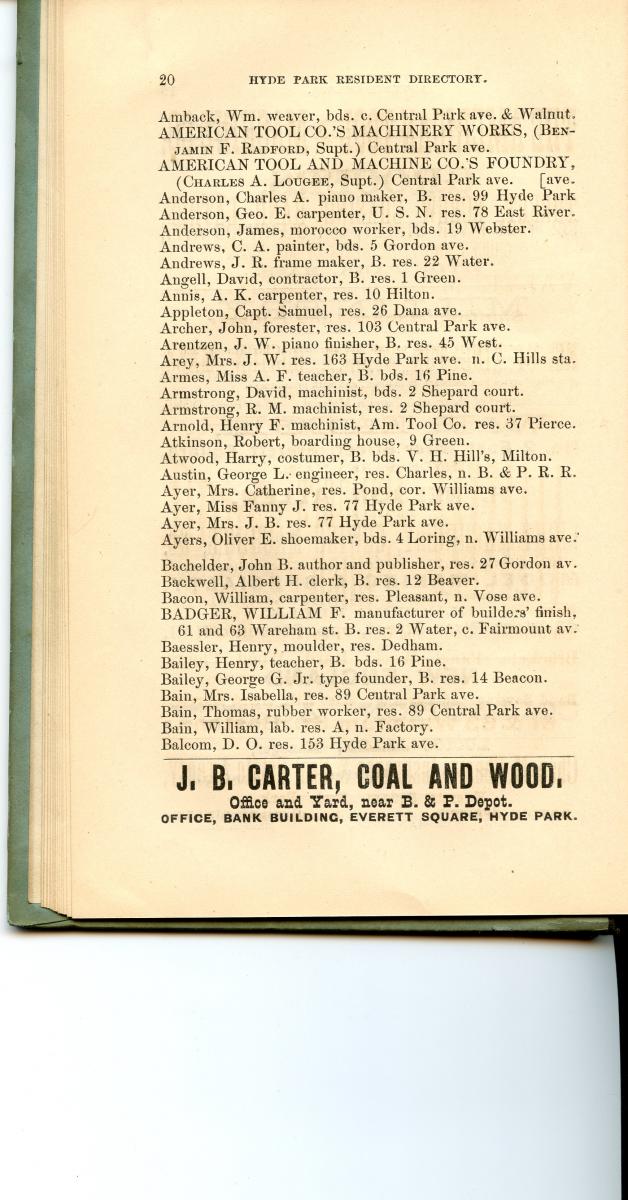 20 HYDE PARK RESIDENT DIRECTORY.
Amback, Wm. weaver, bds. c. Central Park ave. & Walnut.
AMERICAN TOOL CO.'S MACHINERY WORKS, (BEN-
JAMIN F. RADFORD, Supt.) Central Park ave.
AMERICAN TOOL AND MACHINE CO.'S FOUNDRY,
(CHARLES A. LOUGEE, Supt.) Central Park ave. [ave.
Anderson, Charles A. piano maker, B. res. 99 Hyde Park
Anderson, Geo. E. carpenter, U. S. N. res. 78 East River.
Anderson, James, morocco worker, bds. 19 Webster.
Andrews, C. A. painter, bds. 5 Gordon ave.
Andrews, J. R. frame maker, B. res. 22 Water.
Angell, David, contractor, B. res. 1 Green.
Annis, A. K. carpenter, res. 10 Hilton.
Appleton, Capt. Samuel, res. 26 Dana ave.
Archer, John, forester, res. 103 Central Park ave.
Arentzen, J. W. piano finisher, B. res. 45 West.
Arey, Mrs. J. W. res. 163 Hyde Park ave. n. C. Hills sta.
Armes, Miss A. F. teacher, B. bds. 16 Pine.
Armstrong, David, machinist, bds. 2 Shepard court.
Armstrong, R. M. machinist, res. 2 Shepard court.
Arnold, Henry F. machinist, Am. Tool Co. res. 37 Pierce.
Atkinson, Robert, boarding house, 9 Green.
Atwood, Harry, costumer, B. bds. V. H. Hill's, Milton.
Austin, George L. engineer, res. Charles, n. B. & P. R. R.
Ayer, Mrs. Catherine, res. Pond, cor. Williams ave.
Ayer, Miss Fanny J. res. 77 Hyde Park ave.
Ayer, Mrs. J. B. res. 77 Hyde Park ave.
Ayers, Oliver E. shoemaker, bds. 4 Loring, n. Williams ave.
Bachelder, John B. author and publisher, res. 27 Gordon av.
Backwell, Albert H. clerk, B. res. 12 Beaver.
Bacon, William, carpenter, res. Pleasant, n. Vose ave.
BADGER, WILLIAM F. manufacturer of builders' finish,
61 and 63 Wareham st. B. res. 2 Water, c. Fairmount av.
Baessler, Henry, moulder, res. Dedham.
Bailey, Henry, teacher, B. bds. 16 Pine.
Bailey, George G. Jr. type founder, B. res. 14 Beacon.
Bain, Mrs. Isabella, res. 89 Central Park ave.
Bain, Thomas, rubber worker, res. 89 Central Park ave.
Bain, William, lab. res. A, n. Factory.
Balcom, D. O. res. 153 Hyde Park ave.
J. B. CARTER, COAL AND WOOD.
Office and Yard, near B. & P. Depot.
OFFICE, BANK BUILDING, EVERETT SQUARE, HYDE PARK.